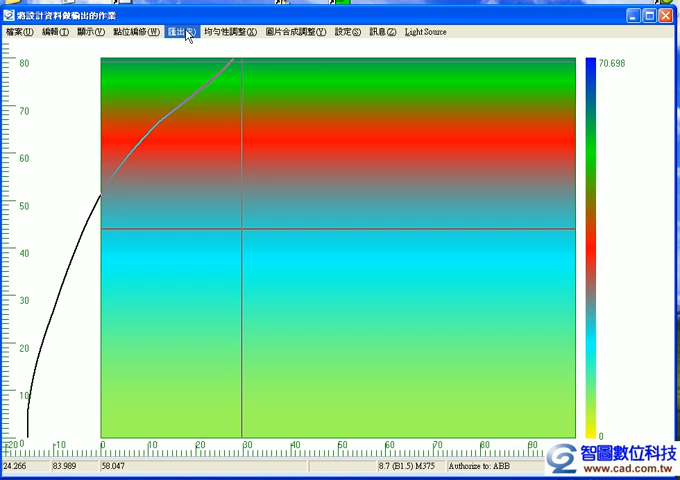 將設計資料做輸出的作業
檔案(U) 編輯(T) 顯示(V) 點位編修(W) 匯出(S) 均勻性調整(X) 圖片合成調整(Y) 設定(S) 訊息(Z) Light Source
80
70
60
50
40
30
20
10
70.698
0
-20 0 -10 0 10 20 30 40 50 60 70 80 90
24.266 83.989 58.047 8.7 (B1.5) M375 Authorize to: ABB
智圖數位科技
www.cad.com.tw